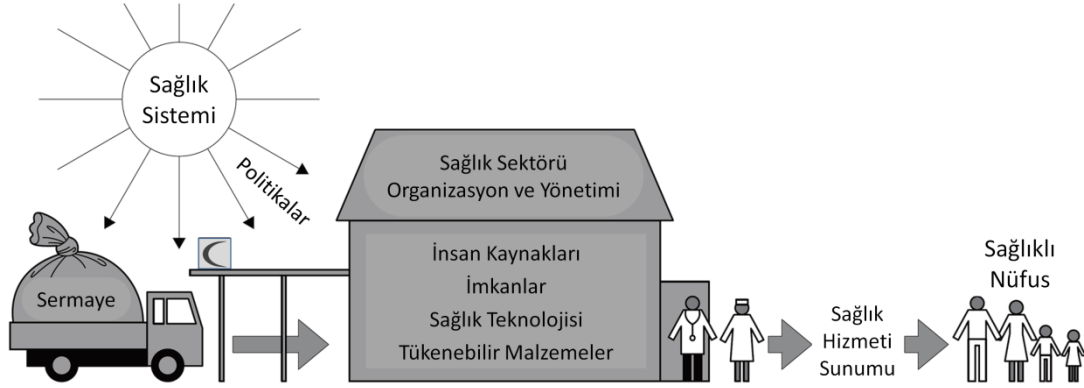 Sağlık
Sistemi
Politikalar
Sermaye
Sağlık Sektörü
Organizasyon ve Yönetimi
İnsan Kaynakları
İmkanlar
Sağlık Teknolojisi
Tükenebilir Malzemeler
Sağlık
Hizmeti
Sunumu
Sağlıklı
Nüfus